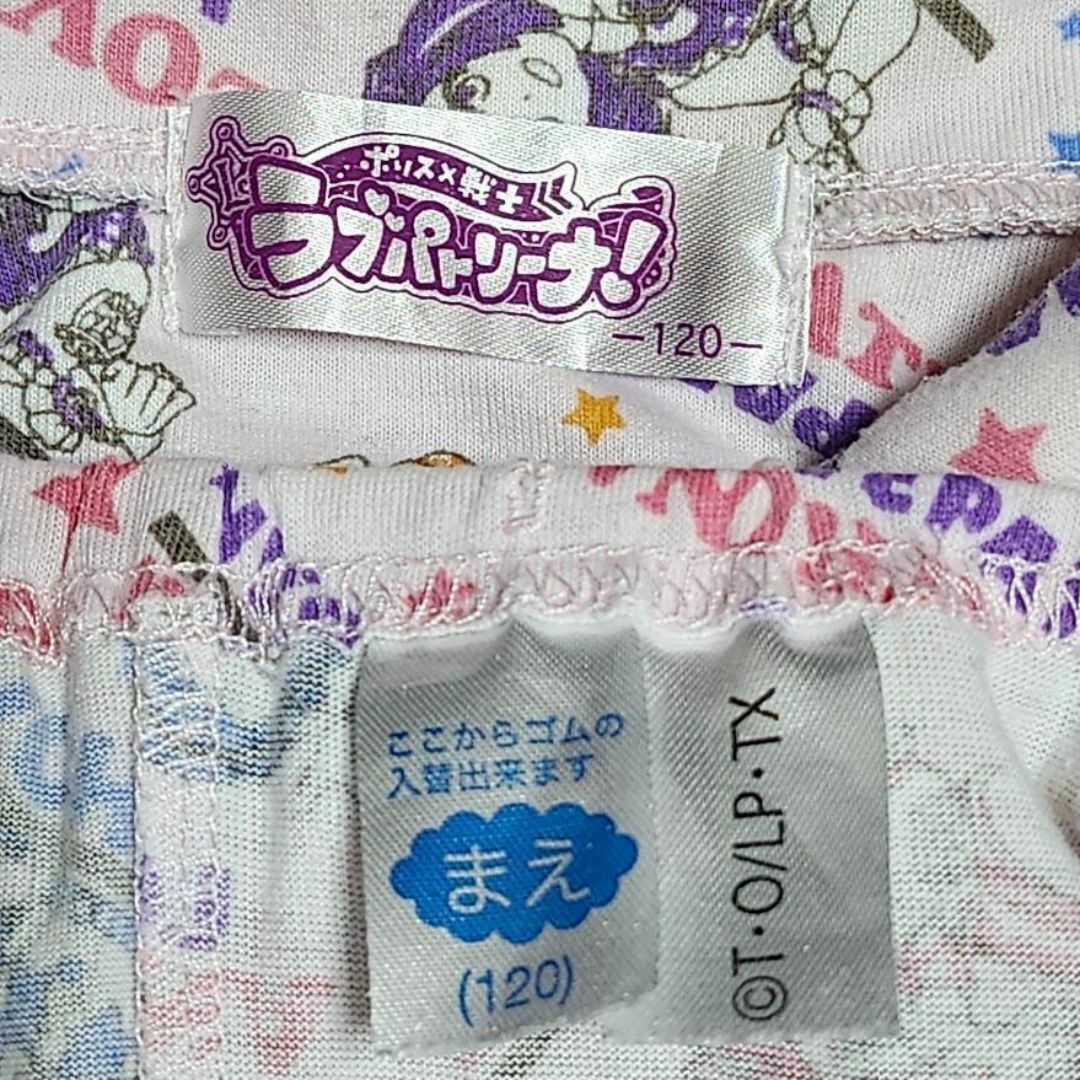 ポリス×戦士
ラブパトリーナ!
-120-
ここからゴムの
入替出来ます
まえ
(120)
©T・O/LP・TX